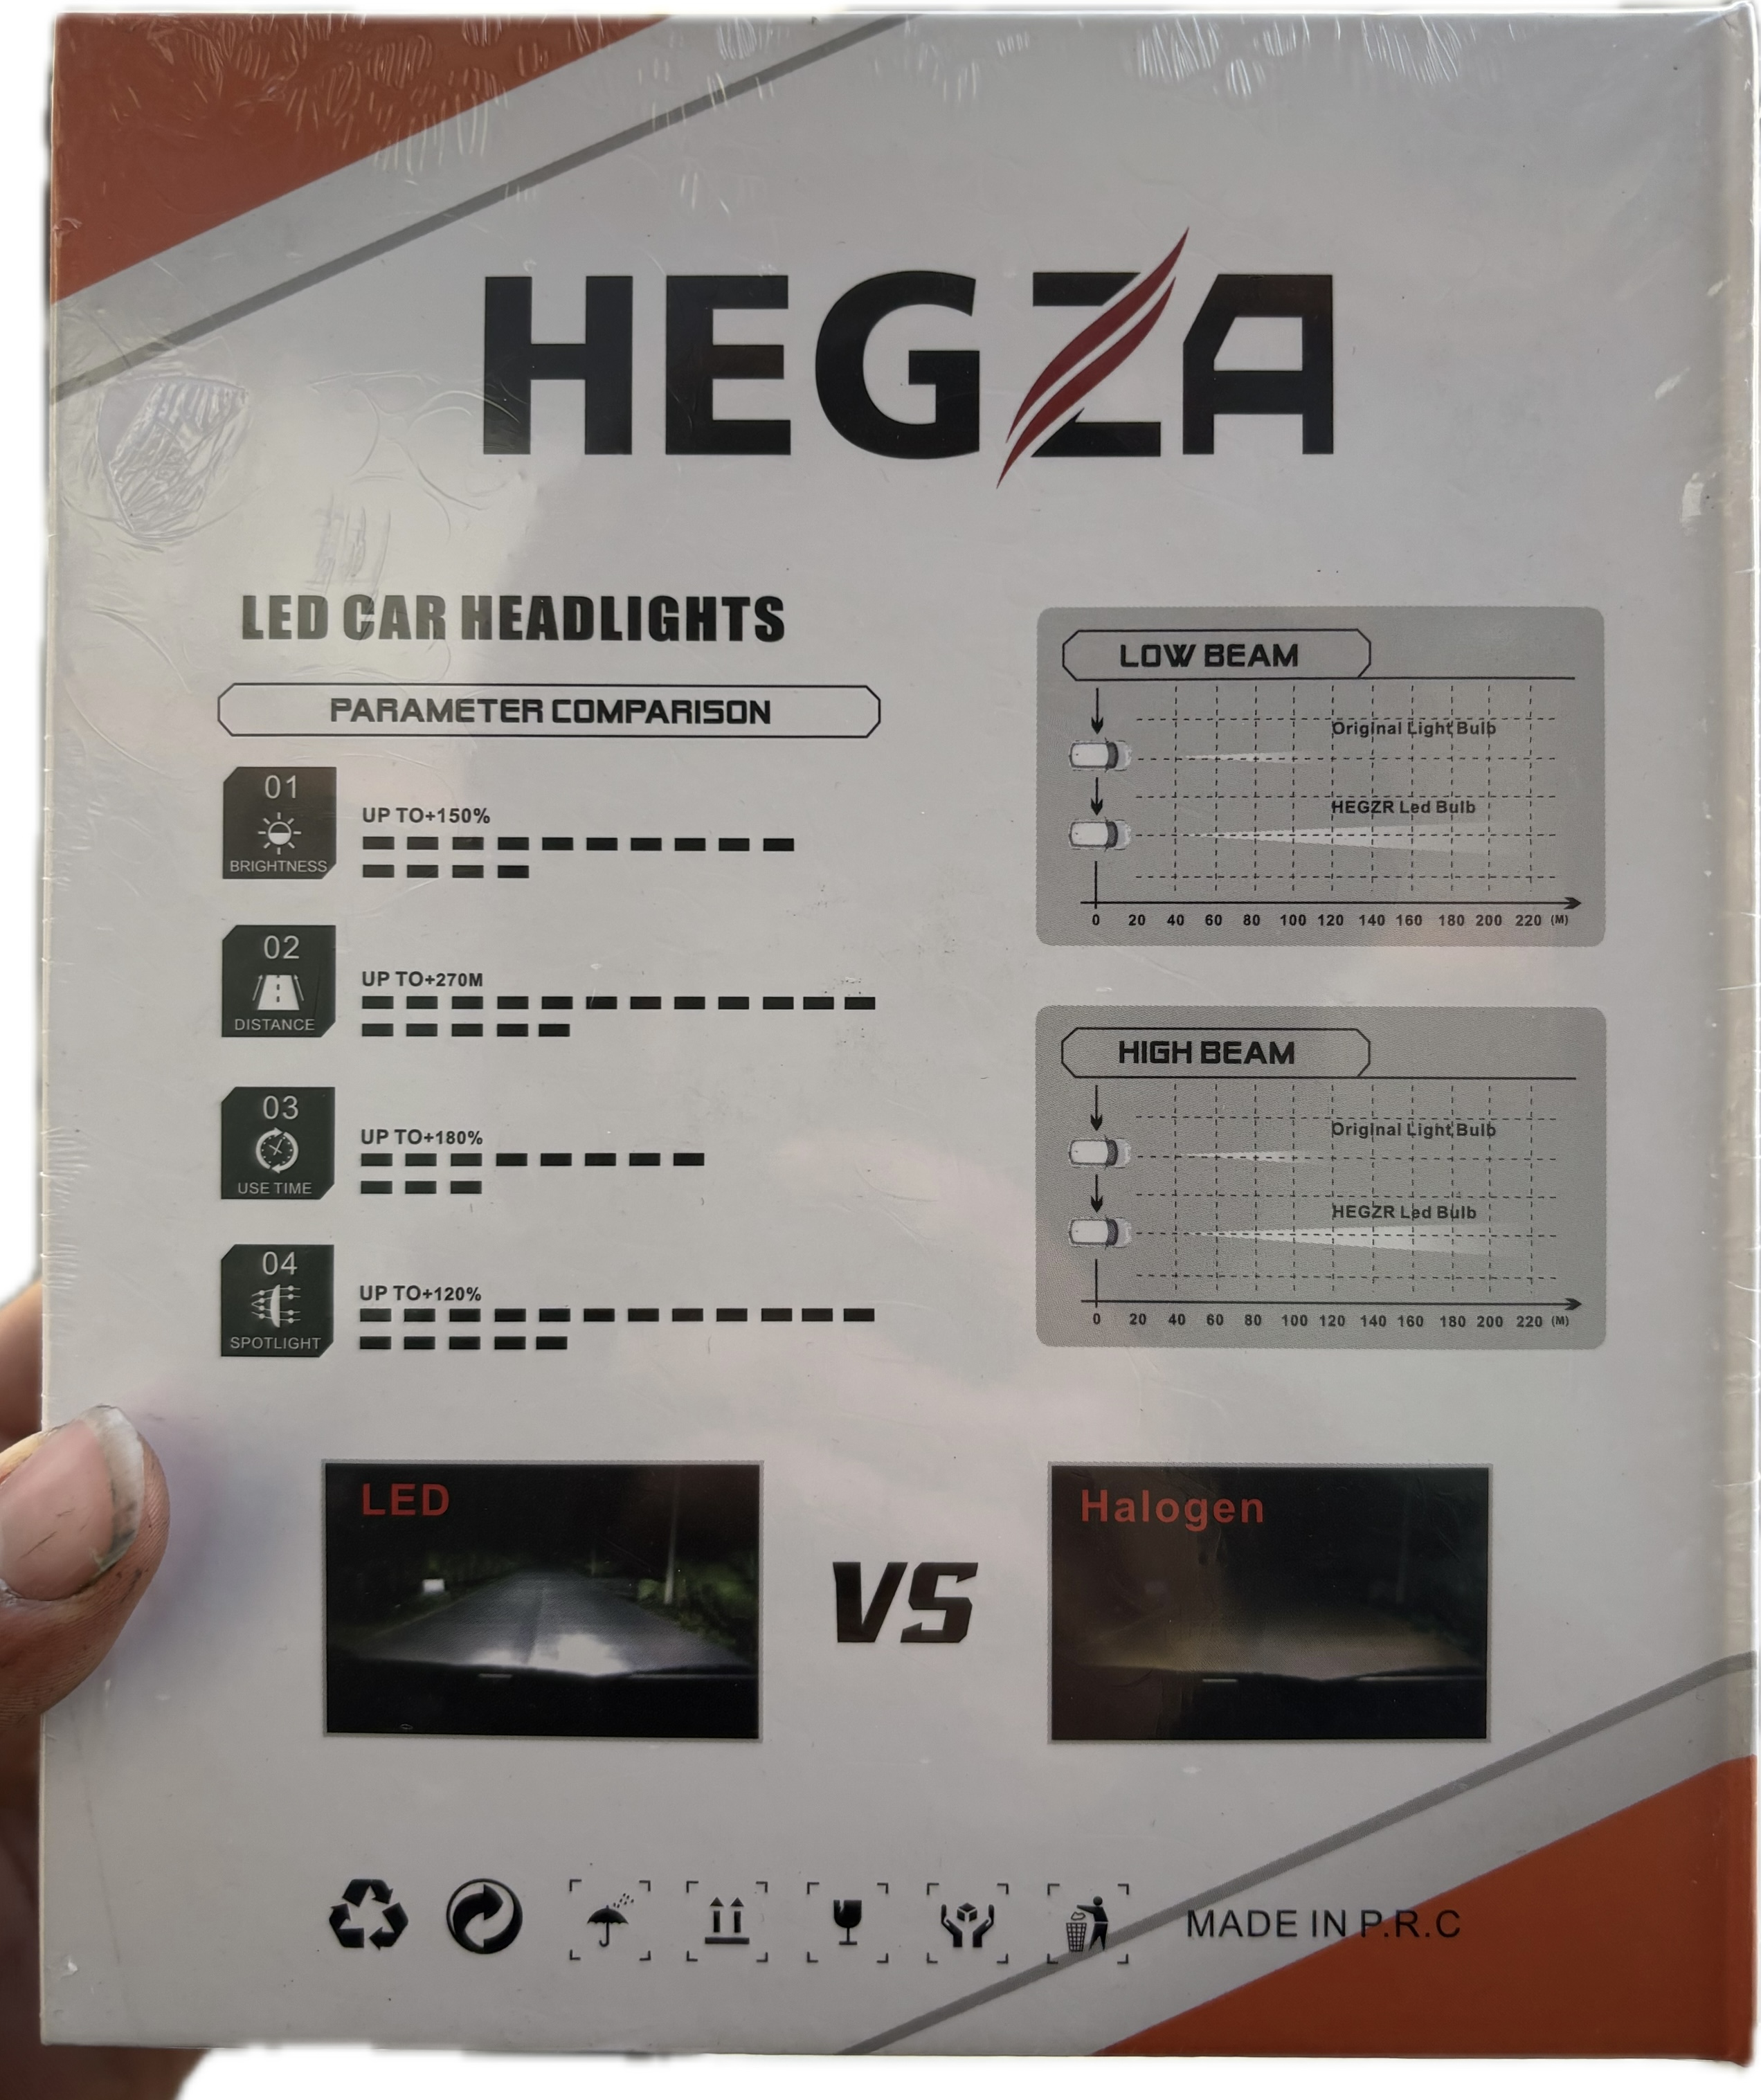 HEGZA
LED CAR HEADLIGHTS
PARAMETER COMPARISON
01
BRIGHTNESS
UP TO+150%
02
DISTANCE
UP TO+270M
03
USE TIME
UP TO+180%
04
SPOTLIGHT
UP TO+120%
LOW BEAM
Original Light Bulb
HEGZR Led Bulb
0 20 40 60 80 100 120 140 160 180 200 220 (M)
HIGH BEAM
Original Light Bulb
HEGZR Led Bulb
0 20 40 60 80 100 120 140 160 180 200 220 (M)
LED
VS
Halogen
MADE IN P.R.C